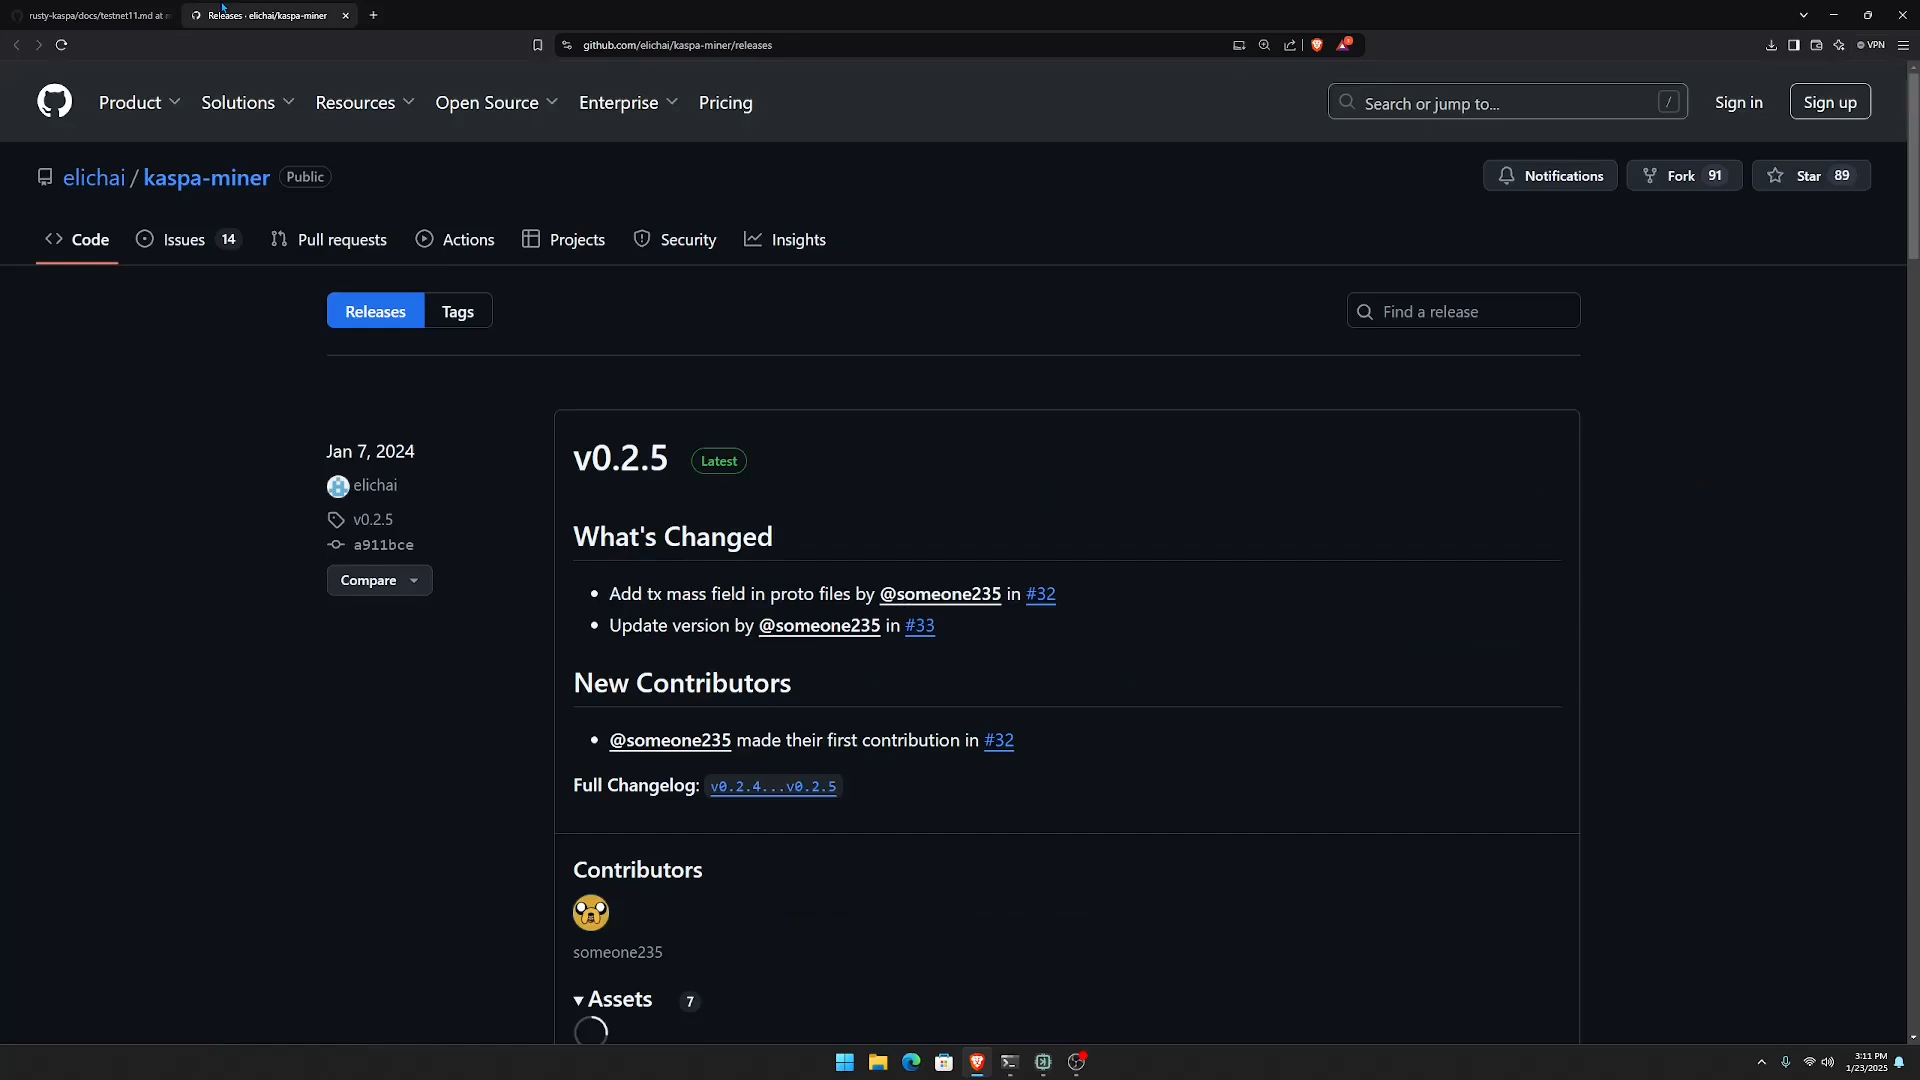 rusty-kaspa/docs/testnet11.md at
Releases · elichai/kaspa-miner
github.com/elichai/kaspa-miner/releases
VPN
Product
Solutions
Resources
Open Source
Enterprise
Pricing
Search or jump to...
/
Sign in
Sign up
elichai / kaspa-miner Public
Notifications
Fork 91
Star 89
Code
Issues 14
Pull requests
Actions
Projects
Security
Insights
Releases
Tags
Find a release
Jan 7, 2024
elichai
v0.2.5
a911bce
Compare
v0.2.5 Latest
What's Changed
• Add tx mass field in proto files by @someone235 in #32
• Update version by @someone235 in #33
New Contributors
• @someone235 made their first contribution in #32
Full Changelog: v0.2.4...v0.2.5
Contributors
someone235
Assets 7
3:11 PM
1/23/2025